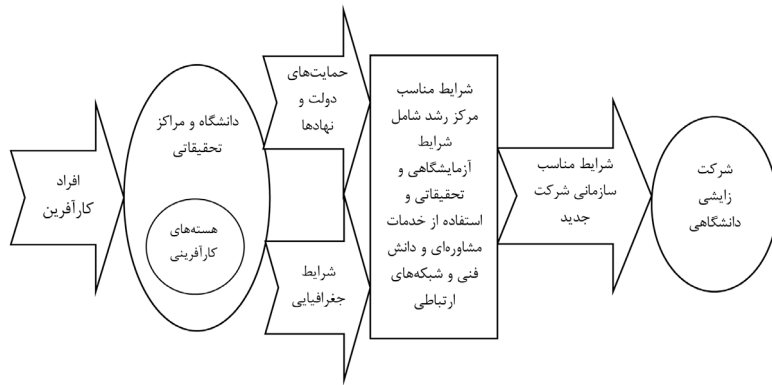 افراد
کارآفرین
دانشگاه و مراکز
تحقیقاتی
هسته‌های
کارآفرینی
حمایت‌های
دولت و
نهادها
شرایط
جغرافیایی
شرایط مناسب
مرکز رشد شامل
شرایط
آزمایشگاهی و
تحقیقاتی و
استفاده از خدمات
مشاوره‌ای و دانش
فنی و شبکه‌های
ارتباطی
شرایط مناسب
سازمانی شرکت
جدید
شرکت
زایشی
دانشگاهی